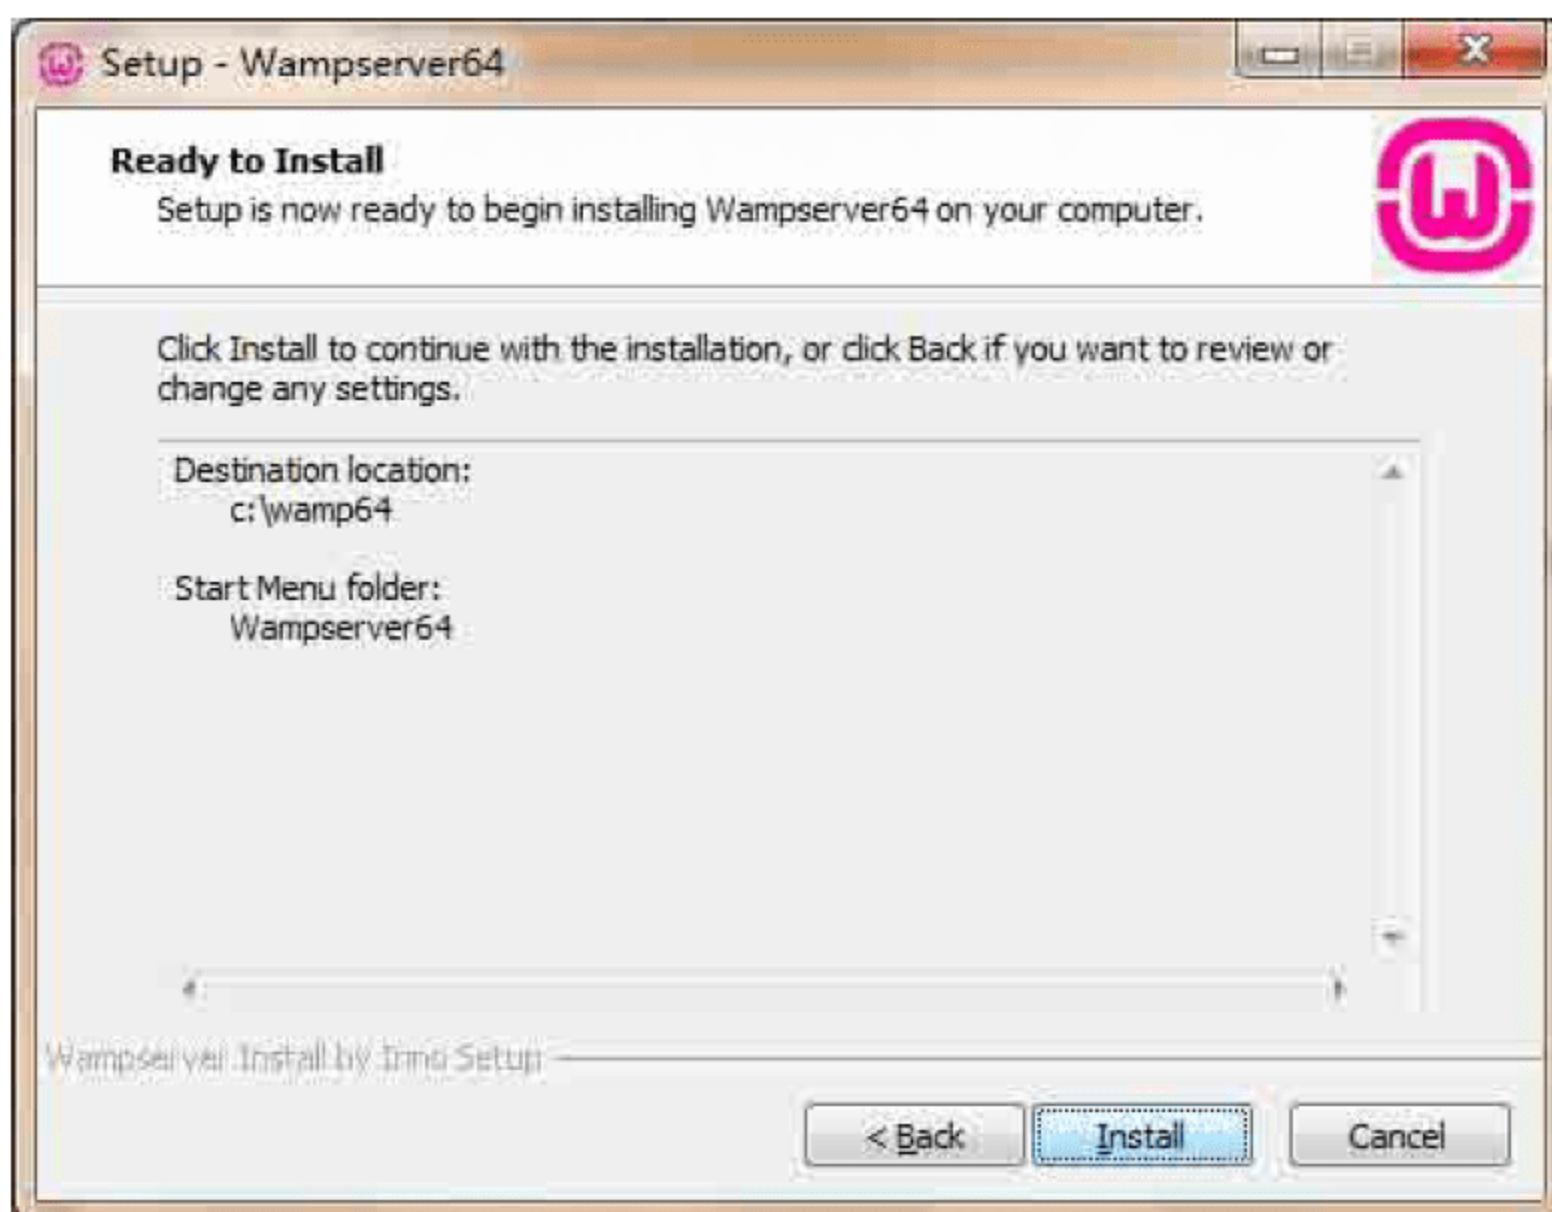 Setup - Wampserver64
Ready to Install
Setup is now ready to begin installing Wampserver64 on your computer.
Click Install to continue with the installation, or click Back if you want to review or
change any settings.
Destination location:
c:\wamp64
Start Menu folder:
Wampserver64
Wampserver Install by Inno Setup
< Back
Install
Cancel